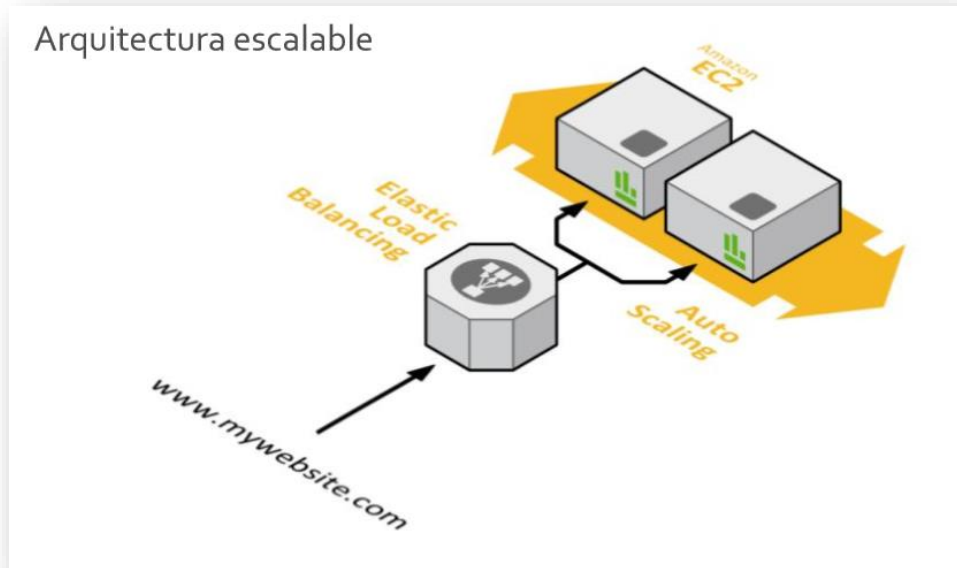 Arquitectura escalable
Amazon
EC2
Elastic
Load
Balancing
Auto
Scaling
www.mywebsite.com